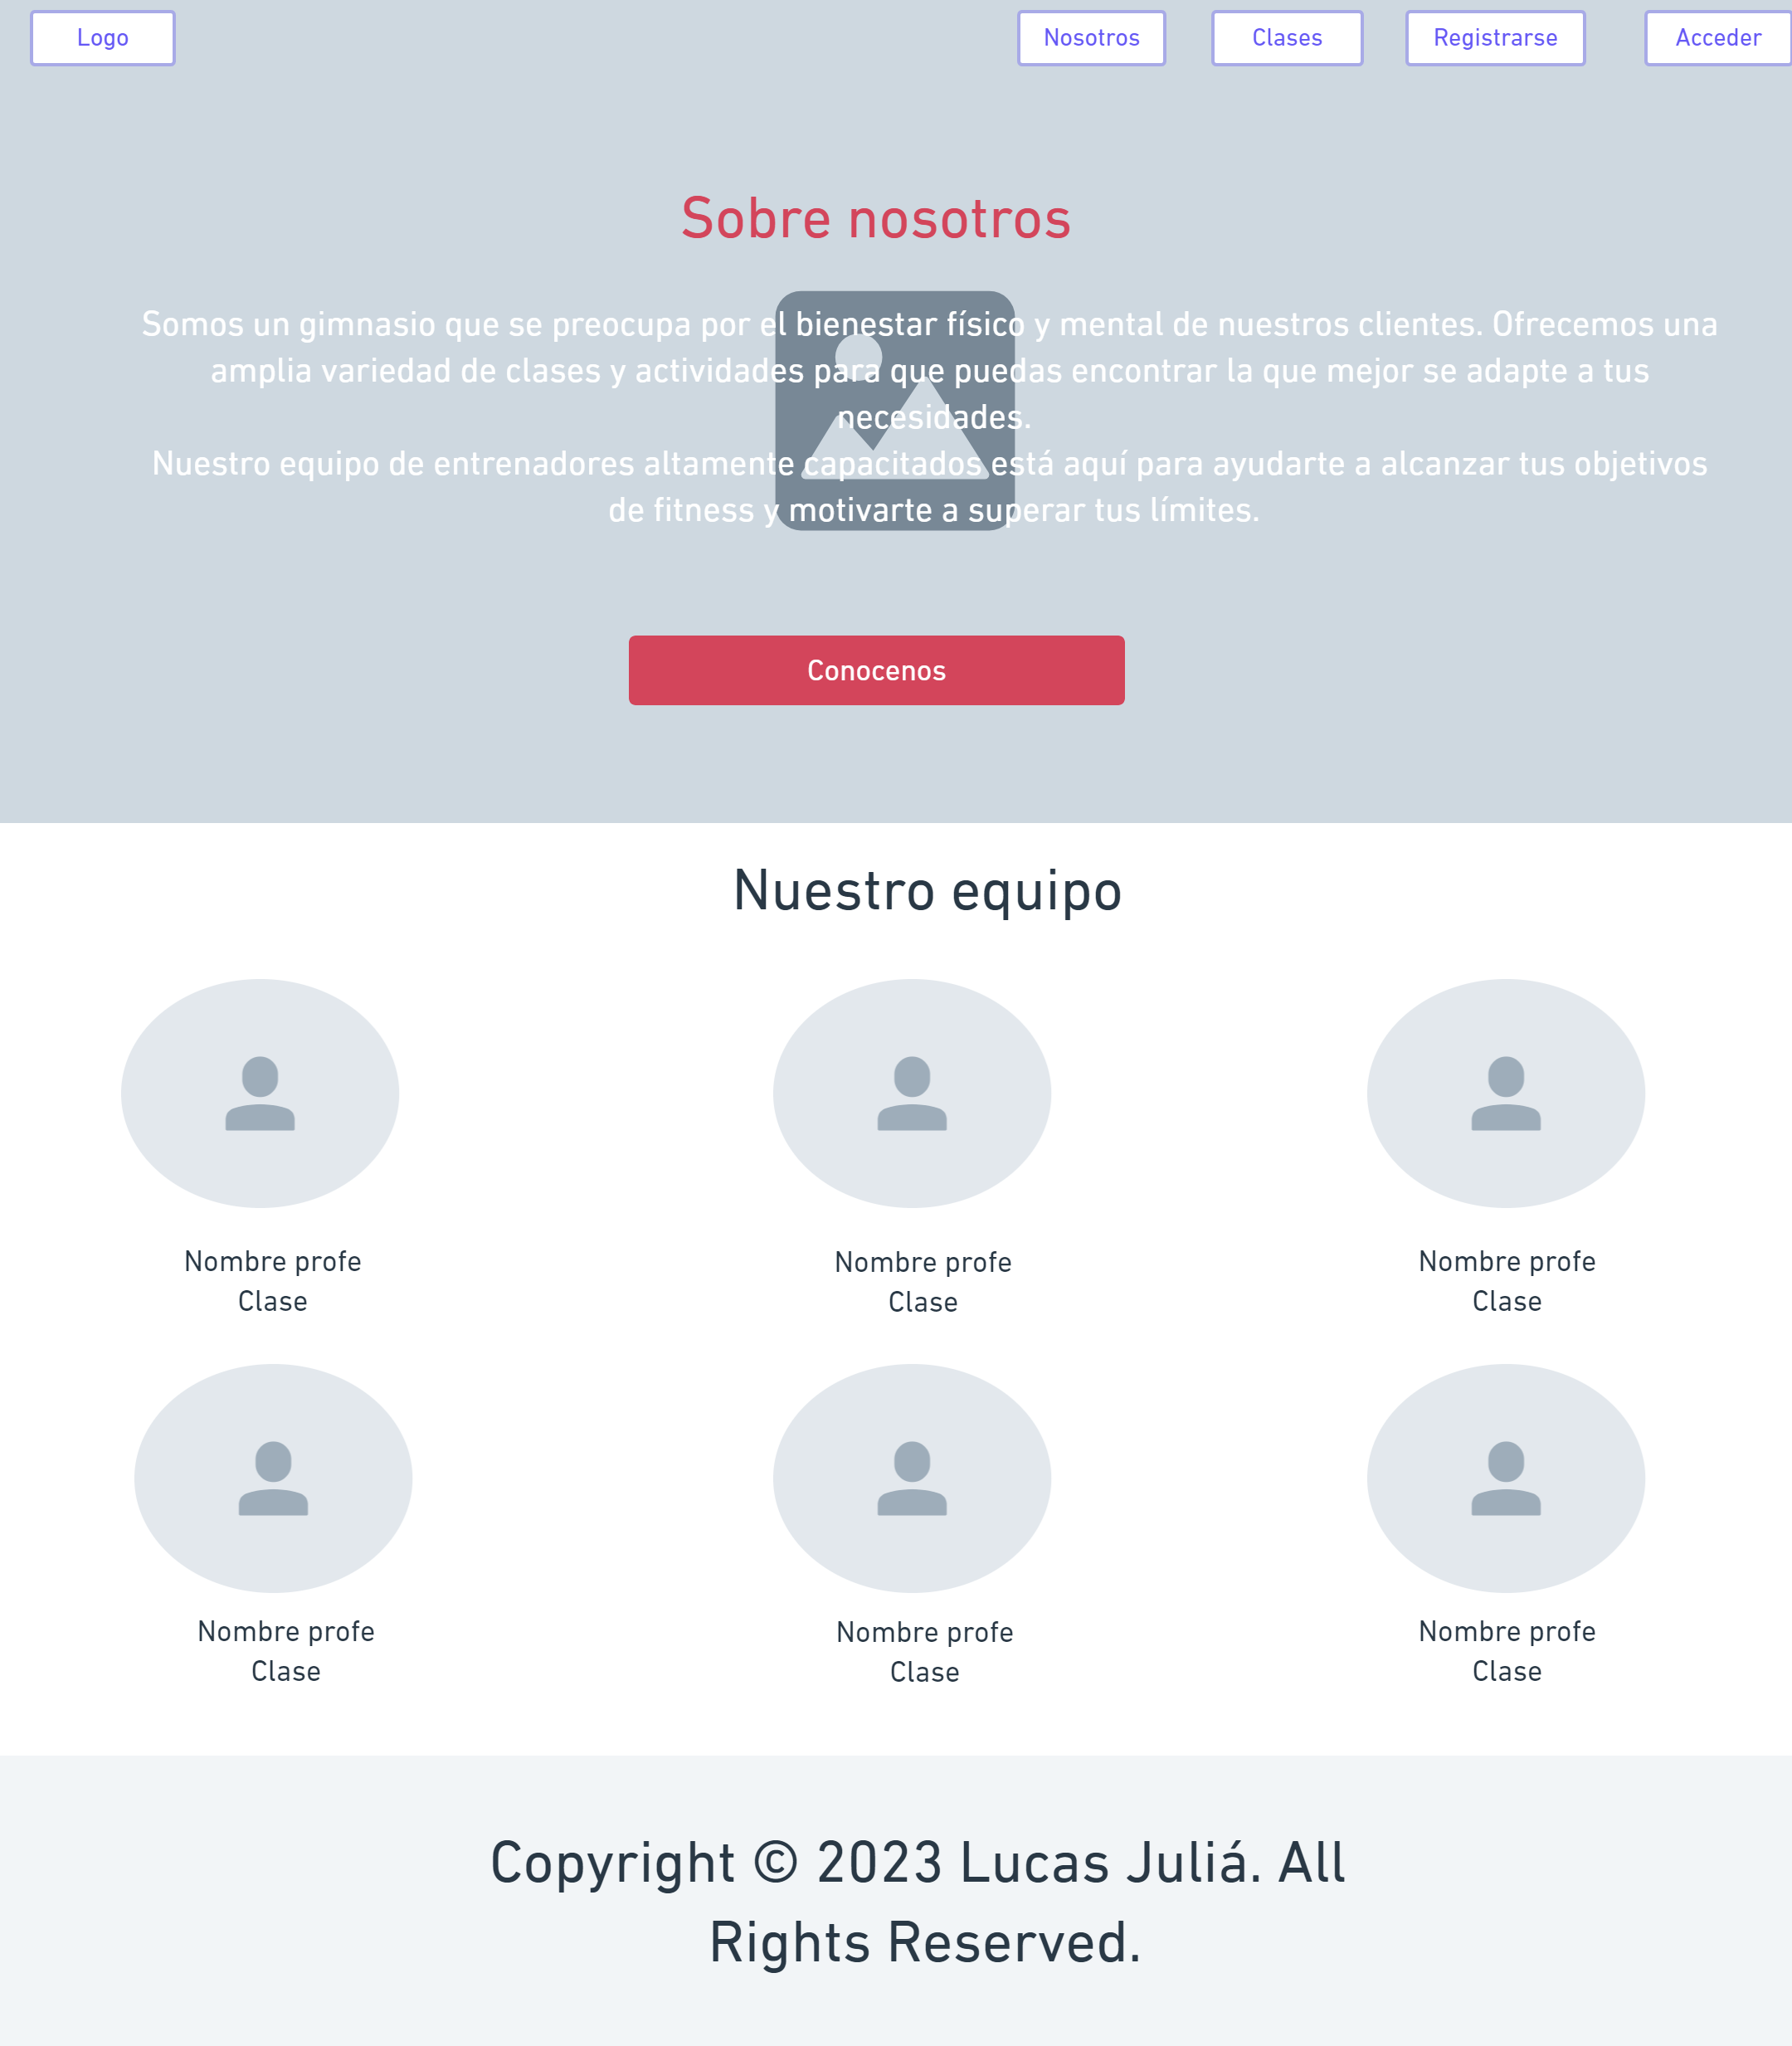 Logo
Nosotros
Clases
Registrarse
Acceder
Sobre nosotros
Somos un gimnasio que se preocupa por el bienestar físico y mental de nuestros clientes. Ofrecemos una
amplia variedad de clases y actividades para que puedas encontrar la que mejor se adapte a tus
necesidades.
Nuestro equipo de entrenadores altamente capacitados está aquí para ayudarte a alcanzar tus objetivos
de fitness y motivarte a superar tus límites.
Conocenos
Nuestro equipo
Nombre profe
Clase
Nombre profe
Clase
Nombre profe
Clase
Nombre profe
Clase
Nombre profe
Clase
Nombre profe
Clase
Copyright © 2023 Lucas Juliá. All
Rights Reserved.